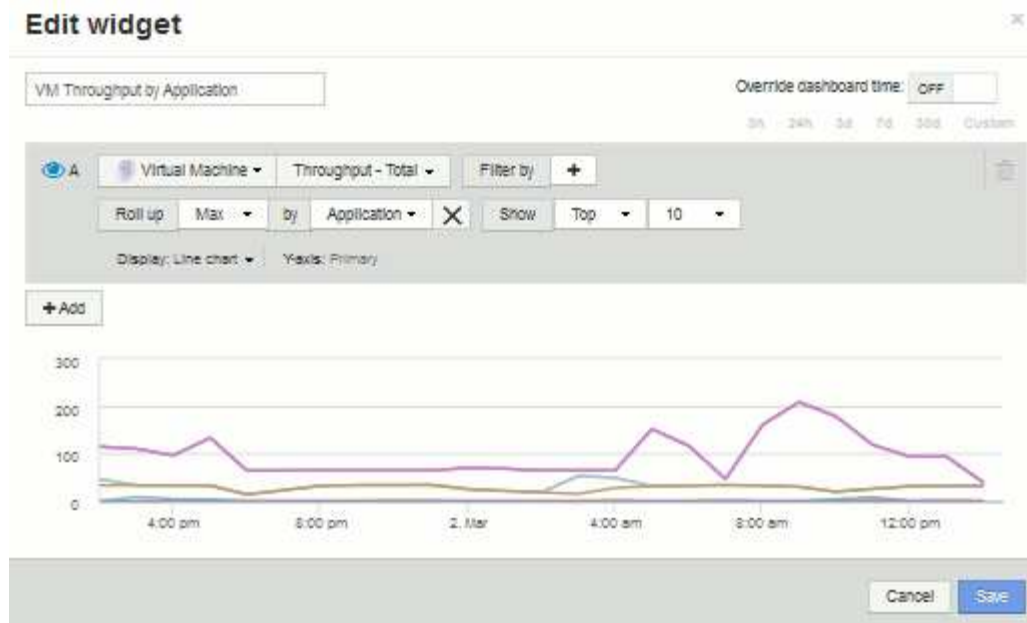 Edit widget
×
VM Throughput by Application
Override dashboard time: OFF
3h 24h 3d 7d 30d Custom
A Virtual Machine Throughput - Total Filter by +
Roll up Max by Application X Show Top 10
Display: Line chart Y-axis: Primary
+ Add
300
200
100
0
4:00 pm 8:00 pm 2. Mar 4:00 am 8:00 am 12:00 pm
Cancel Save